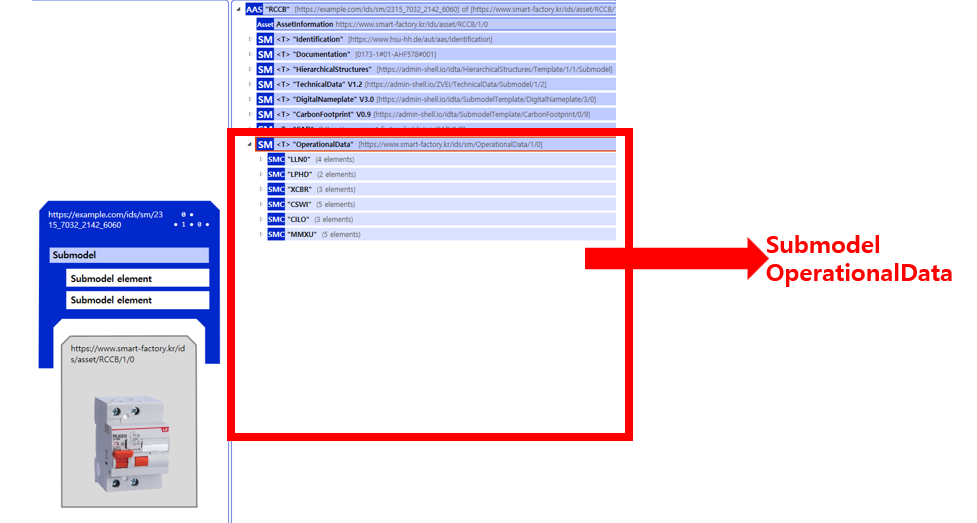 AAS "RCCB" [https://example.com/ids/sm/2315_7032_2142_6060] of [https://www.smart-factory.kr/ids/asset/RCCB/1
Asset AssetInformation https://www.smart-factory.kr/ids/asset/RCCB/1/0
SM <T> "Identification" [https://www.hsu-hh.de/aut/aas/identification]
SM <T> "Documentation" [0173-1#01-AHF578#001]
SM <T> "HierarchicalStructures" [https://admin-shell.io/idta/HierarchicalStructures/Template/1/1/Submodel]
SM <T> "TechnicalData" V1.2 [https://admin-shell.io/ZVEI/TechnicalData/Submodel/1/2]
SM <T> "DigitalNameplate" V3.0 [https://admin-shell.io/idta/SubmodelTemplate/DigitalNameplate/3/0]
SM <T> "CarbonFootprint" V0.9 [https://admin-shell.io/idta/SubmodelTemplate/CarbonFootprint/0/9]
SM <T> "OperationalData" [https://www.smart-factory.kr/ids/sm/OperationalData/1/0]
SMC "LLN0" (4 elements)
SMC "LPHD" (2 elements)
SMC "XCBR" (3 elements)
SMC "CSWI" (5 elements)
SMC "CILO" (3 elements)
SMC "MMXU" (5 elements)
https://example.com/ids/sm/23
15_7032_2142_6060
0
1 0
Submodel
Submodel element
Submodel element
https://www.smart-factory.kr/id
s/asset/RCCB/1/0
Submodel
OperationalData